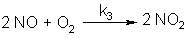 2 NO + O₂ —k₃→ 2 NO₂